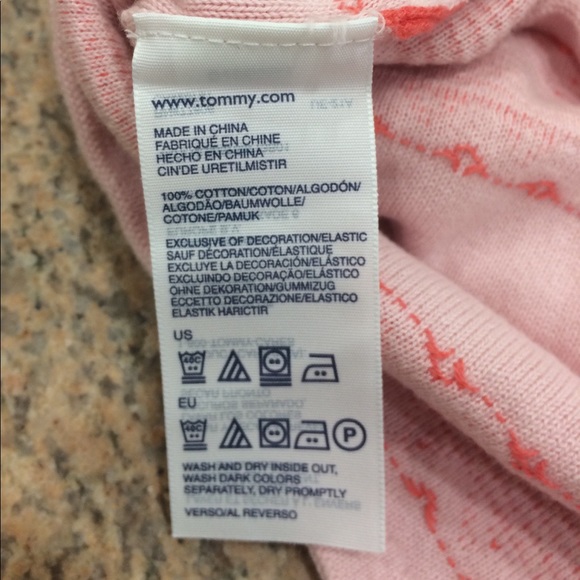 www.tommy.com
MADE IN CHINA
FABRIQUÉ EN CHINE
HECHO EN CHINA
CIN'DE URETILMISTIR
100% COTTON/COTON/ALGODÓN/
ALGODÃO/BAUMWOLLE/
COTONE/PAMUK
EXCLUSIVE OF DECORATION/ELASTIC
SAUF DÉCORATION/ÉLASTIQUE
EXCLUYE LA DECORACIÓN/ELÁSTICO
EXCLUINDO DECORAÇÃO/ELÁSTICO
OHNE DEKORATION/GUMMIZUG
ECCETTO DECORAZIONE/ELASTICO
ELASTIK HARICTIR
US
40C
EU
40C P
WASH AND DRY INSIDE OUT,
WASH DARK COLORS
SEPARATELY, DRY PROMPTLY
VERSO/AL REVERSO